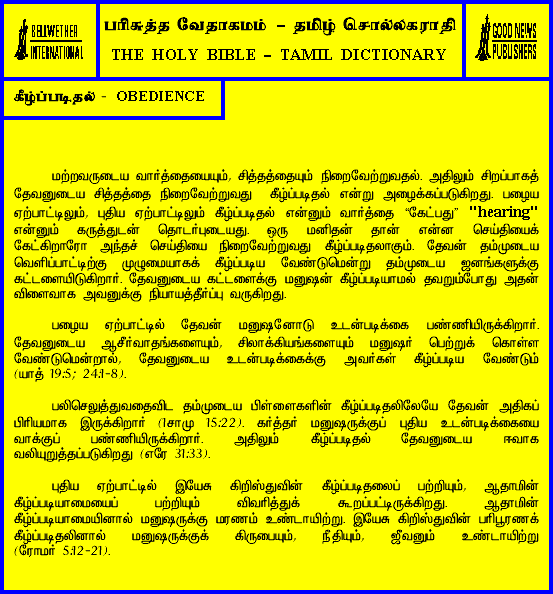 BELLWETHER
INTERNATIONAL
பரிசுத்த வேதாகமம் – தமிழ் சொல்லகராதி
THE HOLY BIBLE – TAMIL DICTIONARY
GOOD NEWS
PUBLISHERS
கீழ்ப்படிதல் - OBEDIENCE
மற்றவருடைய வார்த்தையையும், சித்தத்தையும் நிறைவேற்றுவதல். அதிலும் சிறப்பாகத்
தேவனுடைய சித்தத்தை நிறைவேற்றுவது கீழ்ப்படிதல் என்று அழைக்கப்படுகிறது. பழைய
ஏற்பாட்டிலும், புதிய ஏற்பாட்டிலும் கீழ்ப்படிதல் என்னும் வார்த்தை “கேட்பது” "hearing"
என்னும் கருத்துடன் தொடர்புடையது. ஒரு மனிதன் தான் என்ன செய்தியைக்
கேட்கிறாரோ அந்தச் செய்தியை நிறைவேற்றுவது கீழ்ப்படிதலாகும். தேவன் தம்முடைய
வெளிப்பாட்டிற்கு முழுமையாகக் கீழ்ப்படிய வேண்டுமென்று தம்முடைய ஜனங்களுக்கு
கட்டளையிடுகிறார். தேவனுடைய கட்டளைக்கு மனுஷன் கீழ்ப்படியாமல் தவறும்போது அதன்
விளைவாக அவனுக்கு நியாயத்தீர்ப்பு வருகிறது.
பழைய ஏற்பாட்டில் தேவன் மனுஷனோடு உடன்படிக்கை பண்ணியிருக்கிறார்.
தேவனுடைய ஆசீர்வாதங்களையும், சிலாக்கியங்களையும் மனுஷர் பெற்றுக் கொள்ள
வேண்டுமென்றால், தேவனுடைய உடன்படிக்கைக்கு அவர்கள் கீழ்ப்படிய வேண்டும்
(யாத் 19:5; 24:1-8).
பலிசெலுத்துவதைவிட தம்முடைய பிள்ளைகளின் கீழ்ப்படிதலிலேயே தேவன் அதிகப்
பிரியமாக இருக்கிறார் (1சாமு 15:22). கர்த்தர் மனுஷருக்குப் புதிய உடன்படிக்கையை
வாக்குப் பண்ணியிருக்கிறார். அதிலும் கீழ்ப்படிதல் தேவனுடைய ஈவாக
வலியுறுத்தப்படுகிறது (எரே 31:33).
புதிய ஏற்பாட்டில் இயேசு கிறிஸ்துவின் கீழ்ப்படிதலைப் பற்றியும், ஆதாமின்
கீழ்ப்படியாமையைப் பற்றியும் விவரித்துக் கூறப்பட்டிருக்கிறது. ஆதாமின்
கீழ்ப்படியாமையினால் மனுஷருக்கு மரணம் உண்டாயிற்று. இயேசு கிறிஸ்துவின் பரிபூரணக்
கீழ்ப்படிதலினால் மனுஷருக்குக் கிருபையும், நீதியும், ஜீவனும் உண்டாயிற்று
(ரோமர் 5:12-21).